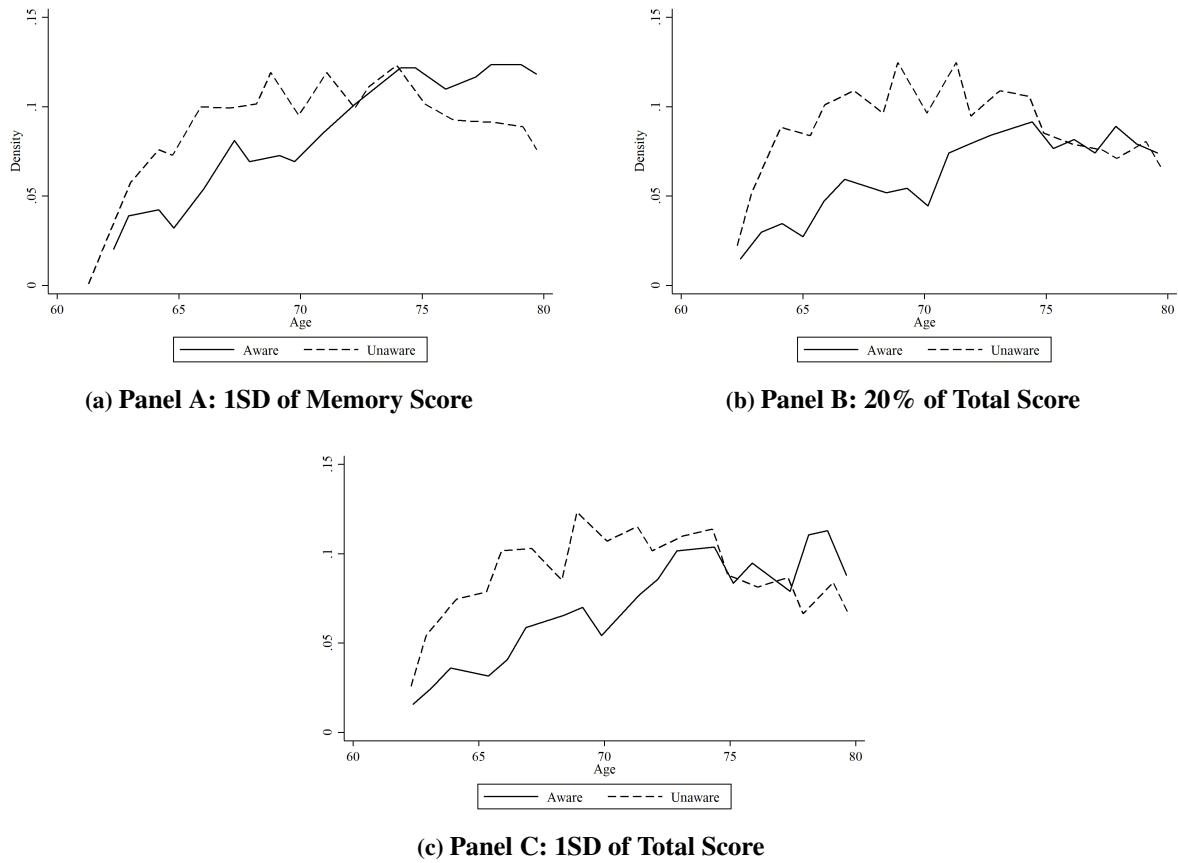 .15
.1
.05
0
Density
60 65 70 75 80
Age
Aware Unaware
(a) Panel A: 1SD of Memory Score
.15
.1
.05
0
Density
60 65 70 75 80
Age
Aware Unaware
(b) Panel B: 20% of Total Score
.15
.1
.05
0
60 65 70 75 80
Age
Aware Unaware
(c) Panel C: 1SD of Total Score